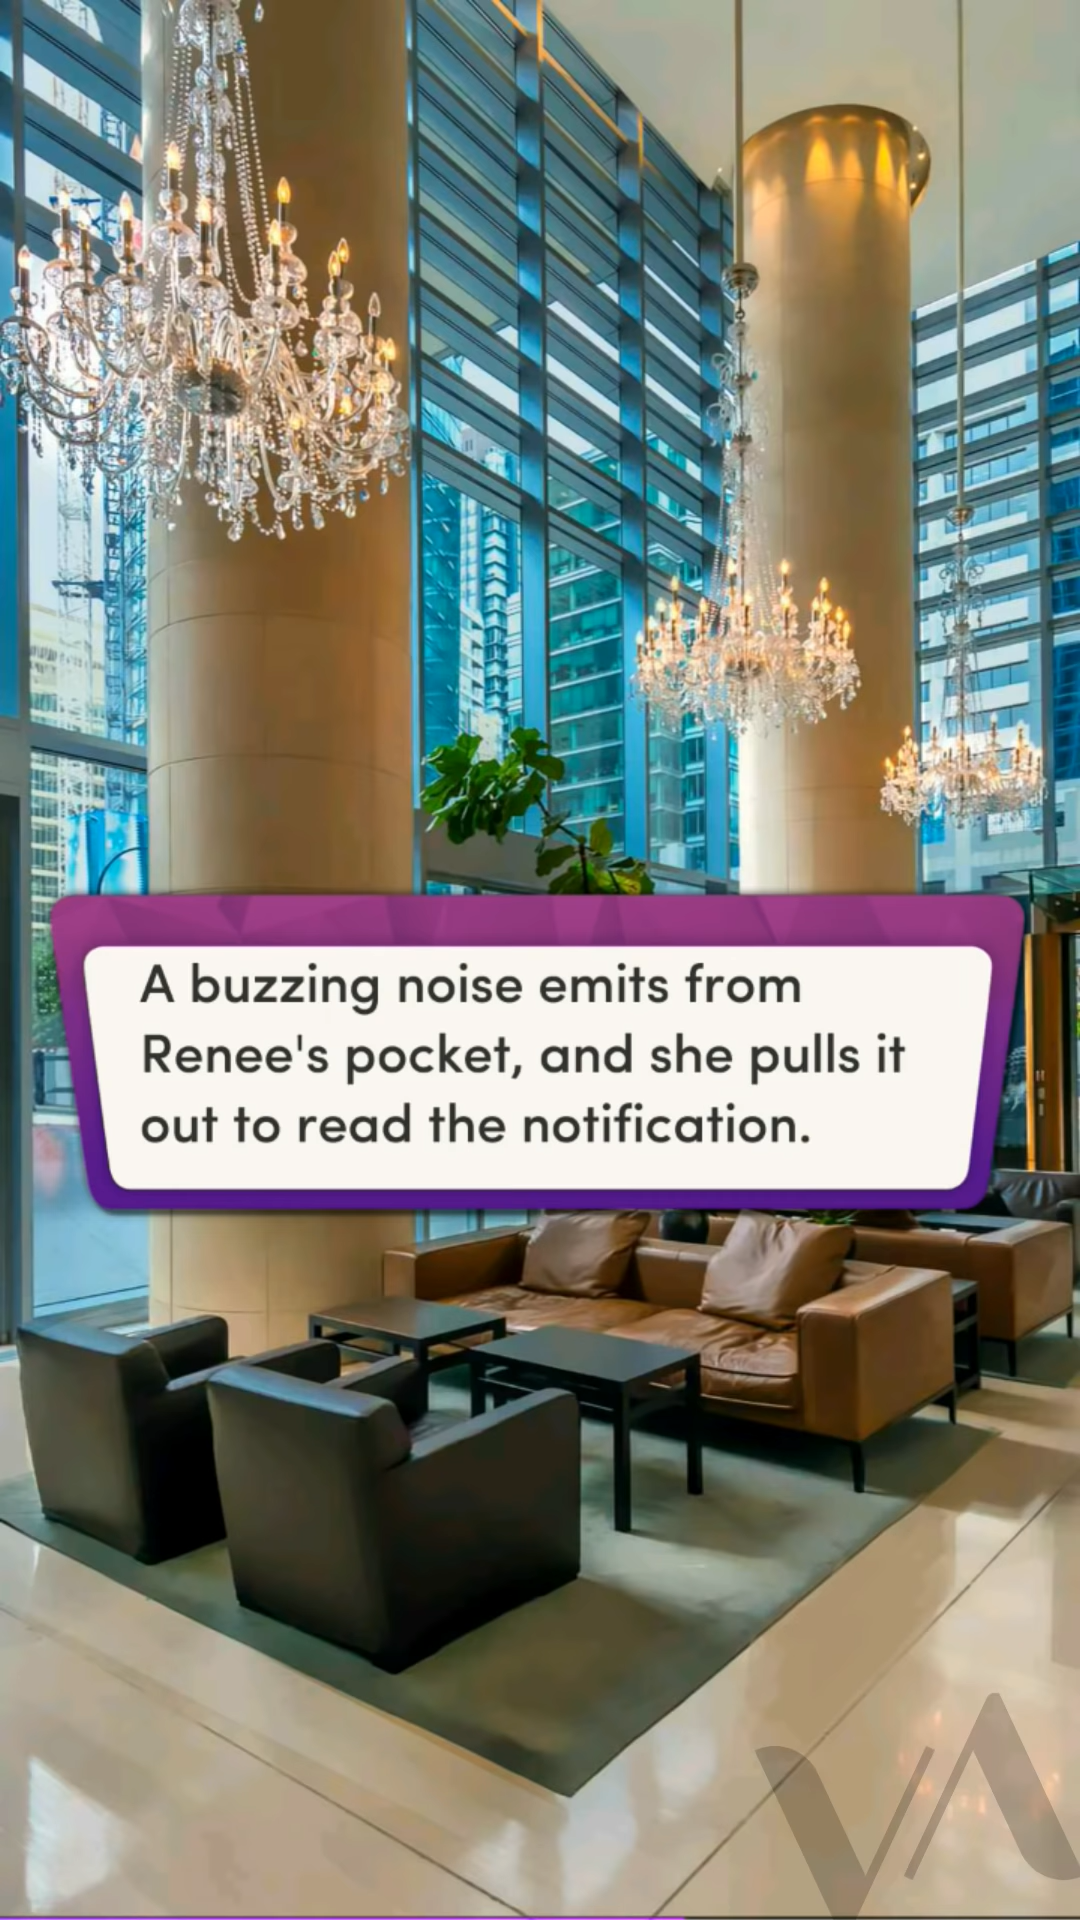 A buzzing noise emits from
Renee's pocket, and she pulls it
out to read the notification.